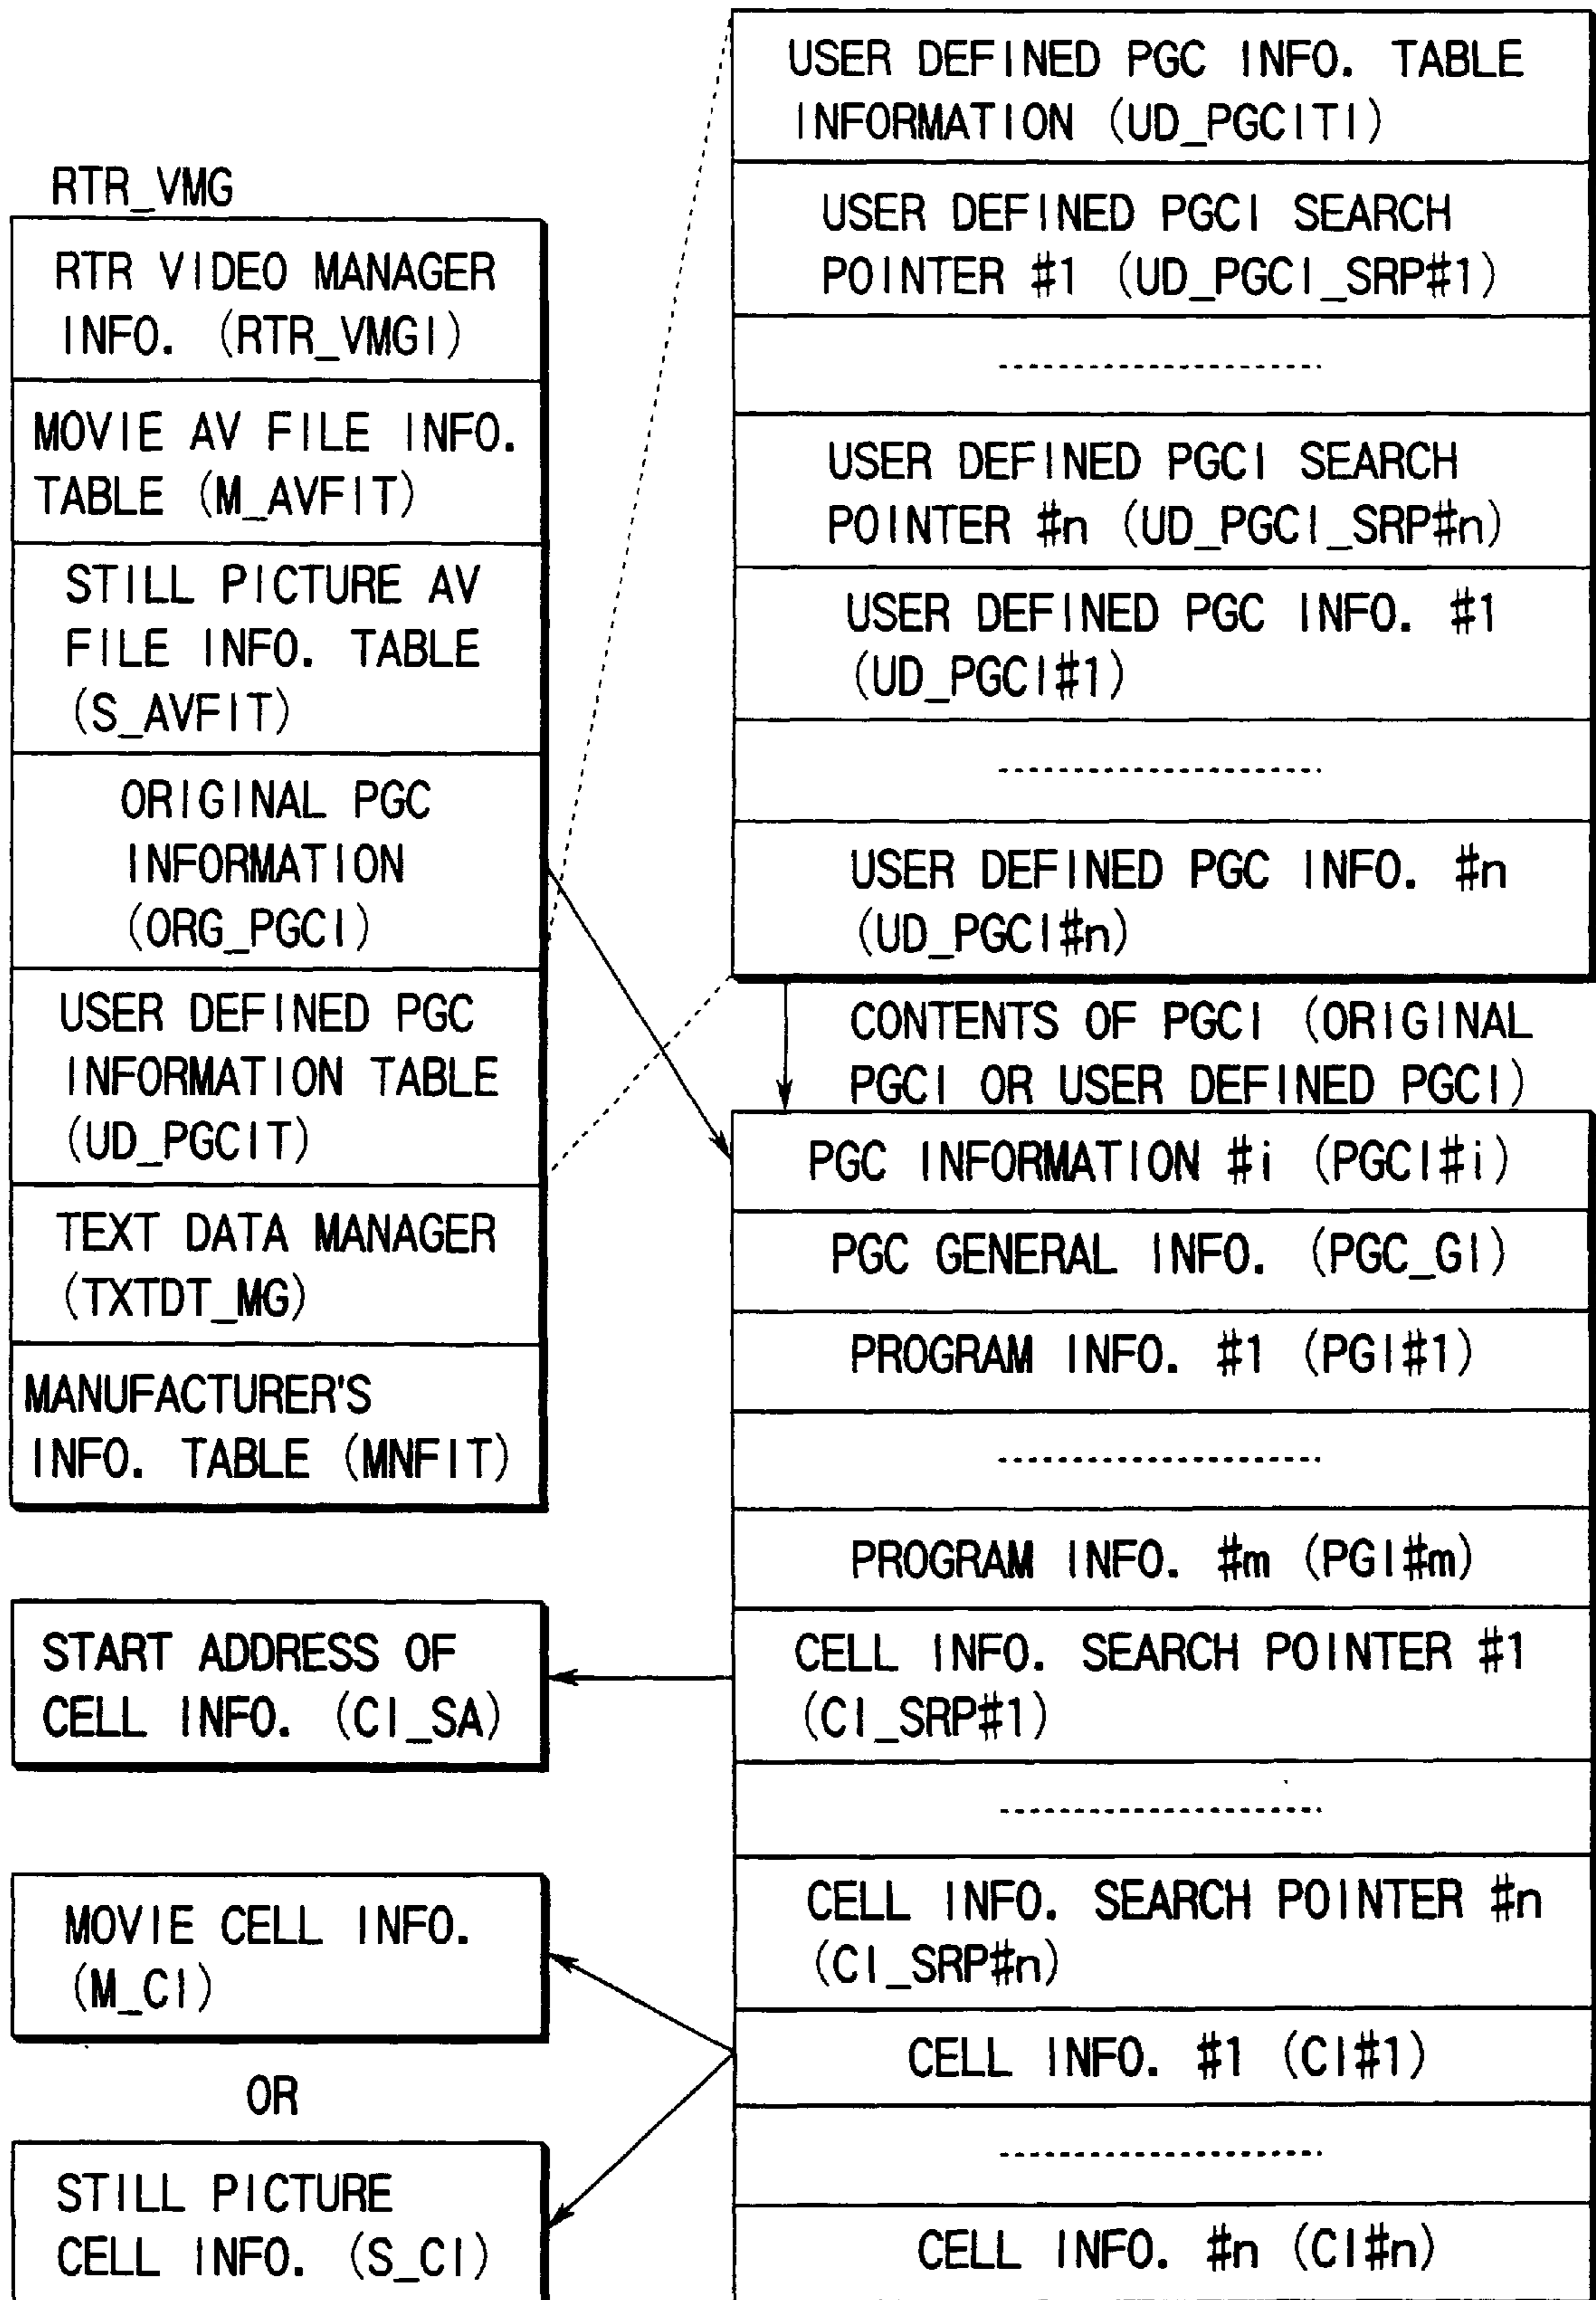 RTR_VMG
RTR VIDEO MANAGER
INFO. (RTR_VMGI)
MOVIE AV FILE INFO.
TABLE (M_AVFIT)
STILL PICTURE AV
FILE INFO. TABLE
(S_AVFIT)
ORIGINAL PGC
INFORMATION
(ORG_PGCI)
USER DEFINED PGC
INFORMATION TABLE
(UD_PGCIT)
TEXT DATA MANAGER
(TXTDT_MG)
MANUFACTURER'S
INFO. TABLE (MNFIT)
START ADDRESS OF
CELL INFO. (CI_SA)
MOVIE CELL INFO.
(M_CI)
OR
STILL PICTURE
CELL INFO. (S_CI)
USER DEFINED PGC INFO. TABLE
INFORMATION (UD_PGCITI)
USER DEFINED PGCI SEARCH
POINTER #1 (UD_PGCI_SRP#1)
USER DEFINED PGCI SEARCH
POINTER #n (UD_PGCI_SRP#n)
USER DEFINED PGC INFO. #1
(UD_PGCI#1)
USER DEFINED PGC INFO. #n
(UD_PGCI#n)
CONTENTS OF PGCI (ORIGINAL
PGCI OR USER DEFINED PGCI)
PGC INFORMATION #i (PGCI#i)
PGC GENERAL INFO. (PGC_GI)
PROGRAM INFO. #1 (PGI#1)
PROGRAM INFO. #m (PGI#m)
CELL INFO. SEARCH POINTER #1
(CI_SRP#1)
CELL INFO. SEARCH POINTER #n
(CI_SRP#n)
CELL INFO. #1 (CI#1)
CELL INFO. #n (CI#n)